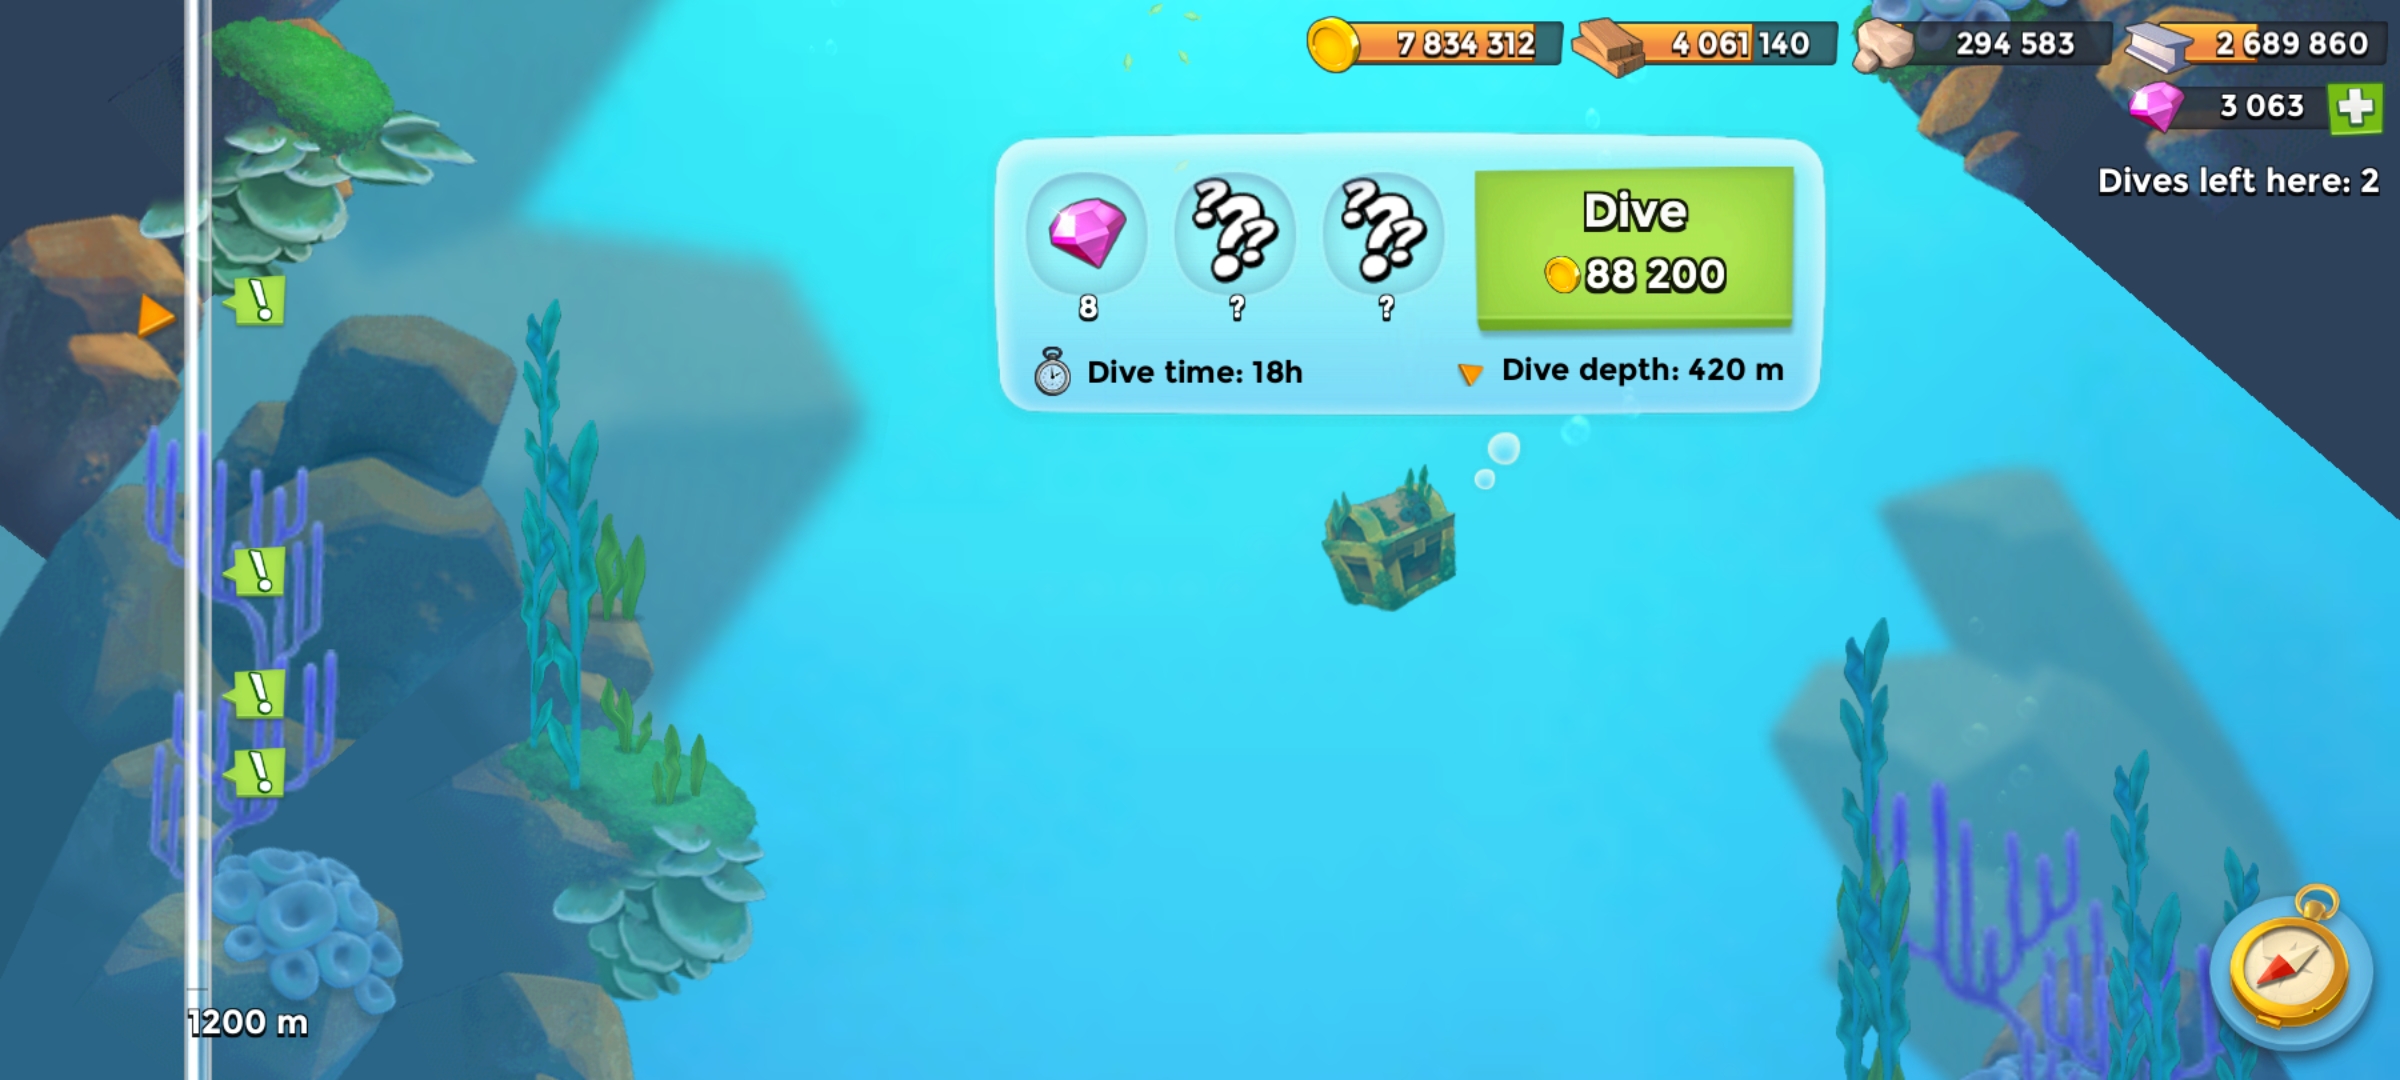 7 834 312
4 061 140
294 583
2 689 860
3 063
Dives left here: 2
Dive
88 200
8
?
?
Dive time: 18h
Dive depth: 420 m
!
!
!
!
1200 m